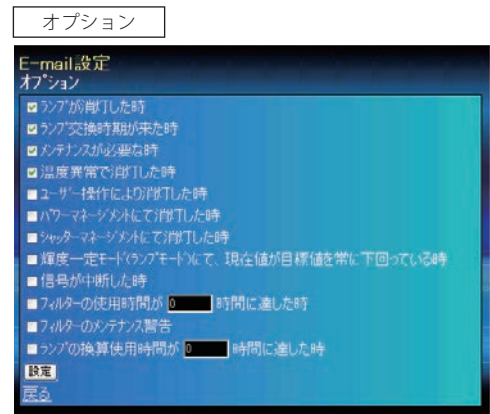 オプション
E-mail設定
オプション
ランプが消灯した時
ランプ交換時期が来た時
メンテナンスが必要な時
温度異常で消灯した時
ユーザー操作により消灯した時
パワーマネージメントにて消灯した時
シャッターマネージメントにて消灯した時
輝度一定モード(ランプモード)にて、現在値が目標値を常に下回っている時
信号が中断した時
フィルターの使用時間が 0 時間に達した時
フィルターのメンテナンス警告
ランプの換算使用時間が 0 時間に達した時
設定
戻る